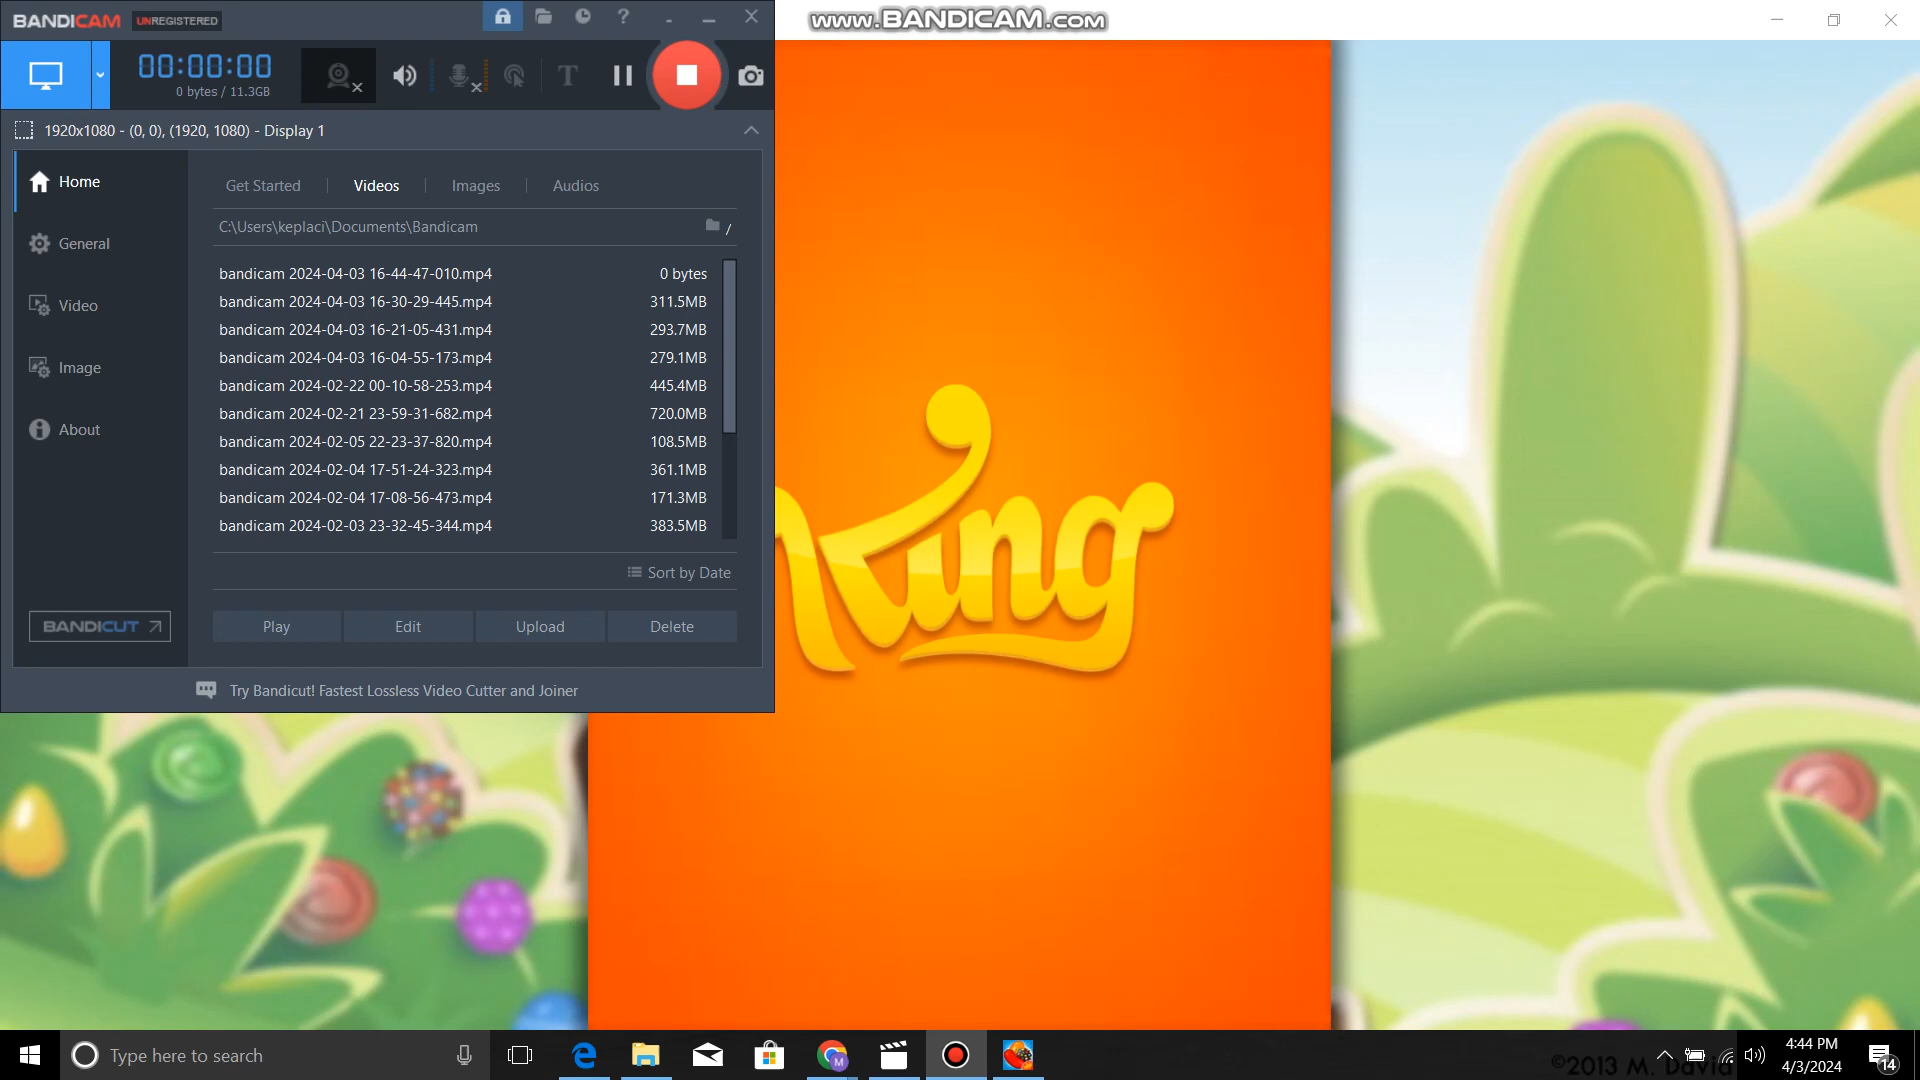 BANDICAM UNREGISTERED
www.BANDICAM.com
00:00:00
0 bytes / 11.3GB
1920x1080 - (0, 0), (1920, 1080) - Display 1
Home
General
Video
Image
About
BANDICUT
Get Started
Videos
Images
Audios
C:\Users\keplaci\Documents\Bandicam
/
bandicam 2024-04-03 16-44-47-010.mp4 0 bytes
bandicam 2024-04-03 16-30-29-445.mp4 311.5MB
bandicam 2024-04-03 16-21-05-431.mp4 293.7MB
bandicam 2024-04-03 16-04-55-173.mp4 279.1MB
bandicam 2024-02-22 00-10-58-253.mp4 445.4MB
bandicam 2024-02-21 23-59-31-682.mp4 720.0MB
bandicam 2024-02-05 22-23-37-820.mp4 108.5MB
bandicam 2024-02-04 17-51-24-323.mp4 361.1MB
bandicam 2024-02-04 17-08-56-473.mp4 171.3MB
bandicam 2024-02-03 23-32-45-344.mp4 383.5MB
Sort by Date
Play
Edit
Upload
Delete
Try Bandicut! Fastest Lossless Video Cutter and Joiner
King
Type here to search
©2013 M. David
4:44 PM
4/3/2024
14